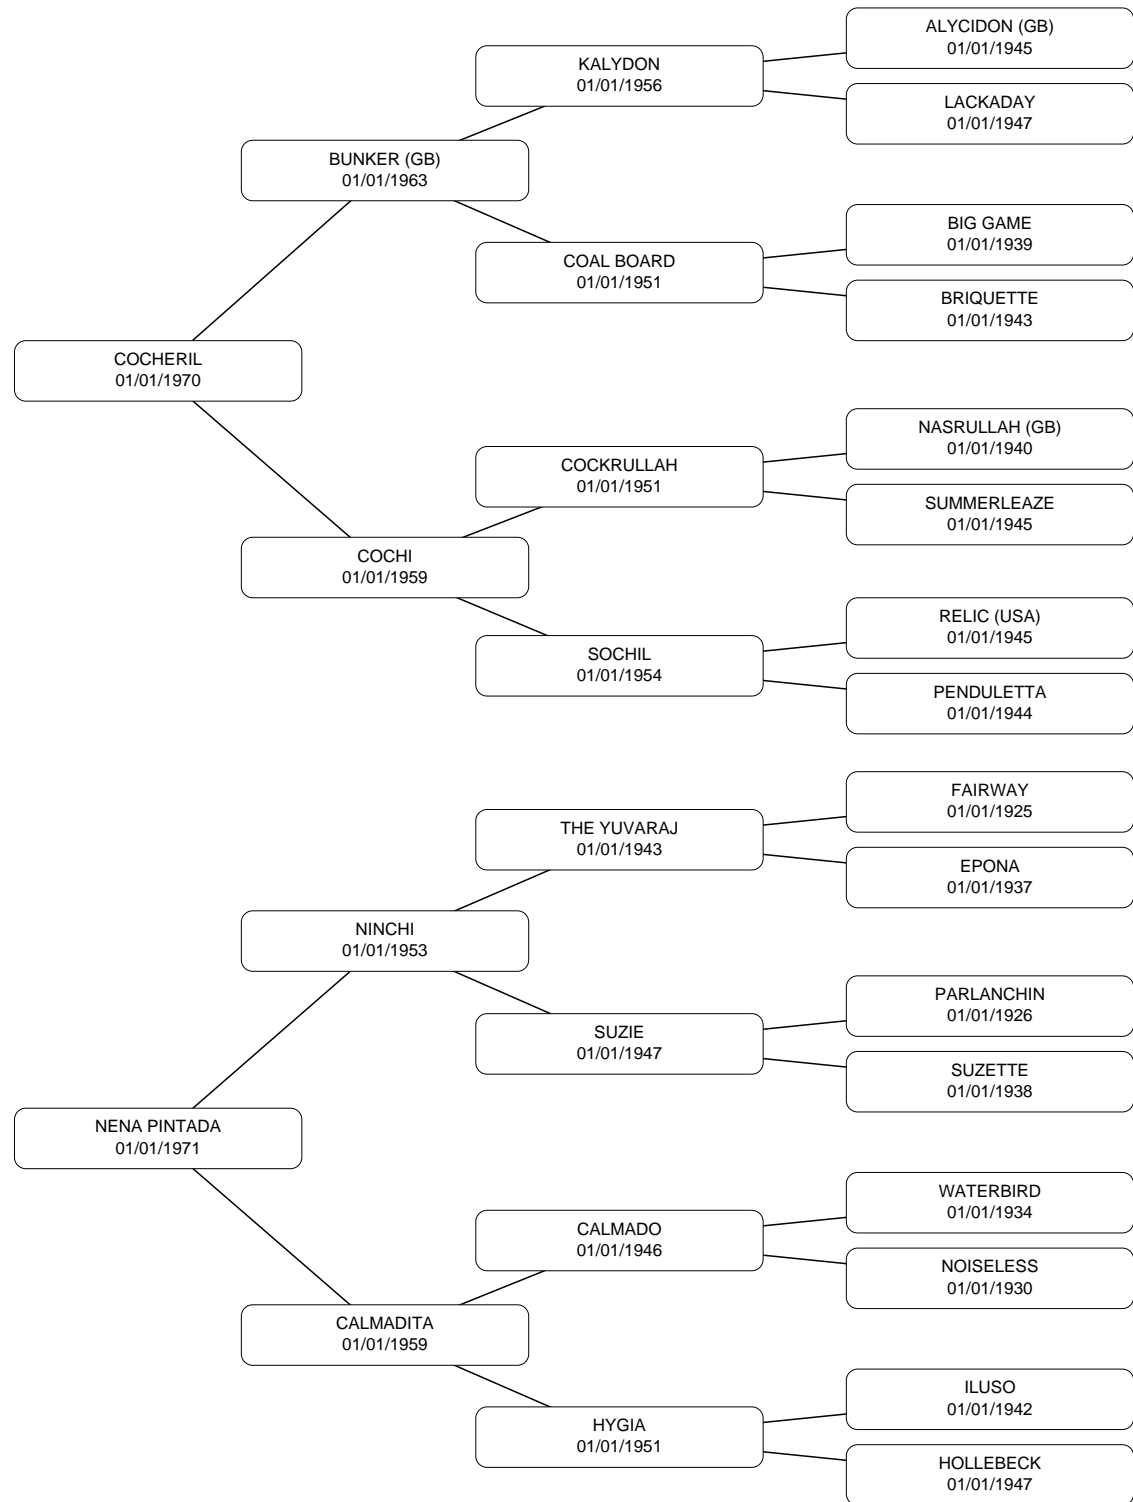 ALYCIDON (GB)
01/01/1945
KALYDON
01/01/1956
LACKADAY
01/01/1947
BUNKER (GB)
01/01/1963
BIG GAME
01/01/1939
COAL BOARD
01/01/1951
BRIQUETTE
01/01/1943
COCHERIL
01/01/1970
NASRULLAH (GB)
01/01/1940
COCKRULLAH
01/01/1951
SUMMERLEAZE
01/01/1945
COCHI
01/01/1959
RELIC (USA)
01/01/1945
SOCHIL
01/01/1954
PENDULETTA
01/01/1944
FAIRWAY
01/01/1925
THE YUVARAJ
01/01/1943
EPONA
01/01/1937
NINCHI
01/01/1953
PARLANCHIN
01/01/1926
SUZIE
01/01/1947
SUZETTE
01/01/1938
NENA PINTADA
01/01/1971
WATERBIRD
01/01/1934
CALMADO
01/01/1946
NOISELESS
01/01/1930
CALMADITA
01/01/1959
ILUSO
01/01/1942
HYGIA
01/01/1951
HOLLEBECK
01/01/1947